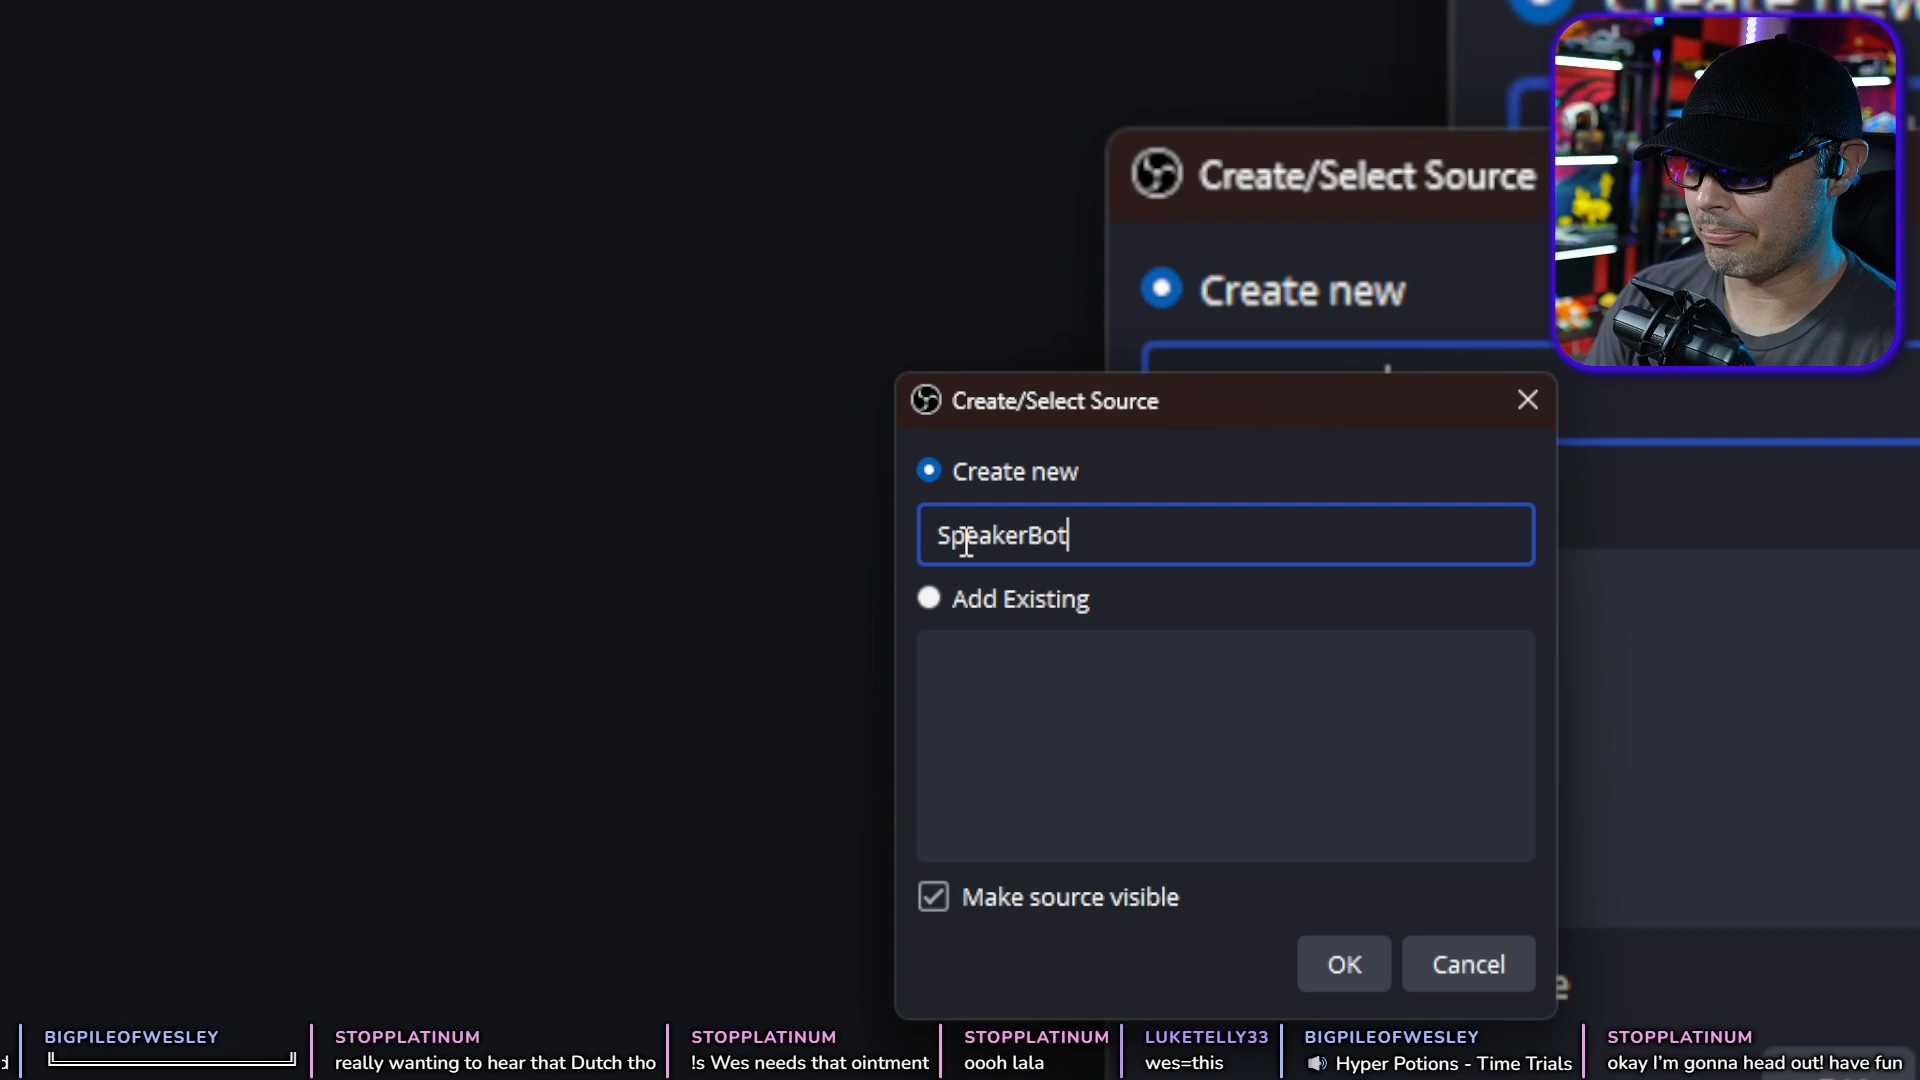 Create new
Create/Select Source
Create new
Create/Select Source
Create new
SpeakerBot
Add Existing
Make source visible
OK
Cancel
BIGPILEOFWESLEY
STOPPLATINUM
really wanting to hear that Dutch tho
STOPPLATINUM
!s Wes needs that ointment
STOPPLATINUM
oooh lala
LUKETELLY33
wes=this
BIGPILEOFWESLEY
Hyper Potions - Time Trials
STOPPLATINUM
okay I'm gonna head out! have fun